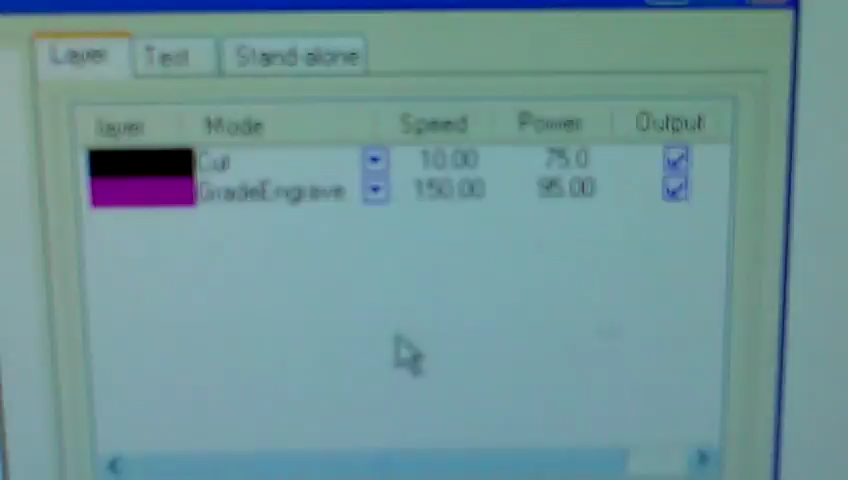 Layer Test Stand-alone
layer Mode Speed Power Output
Cut 10.00 75.0
GradeEngrave 150.00 95.00